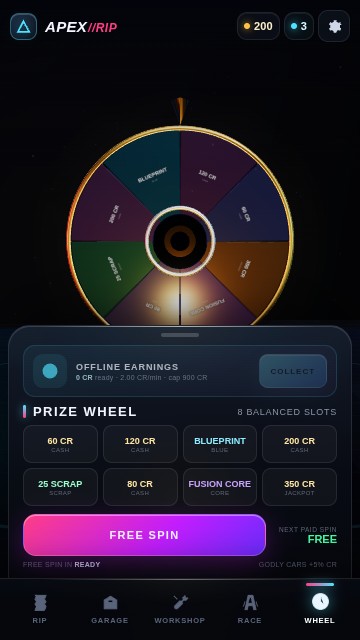 APEX//RIP
200
3
BLUEPRINT
120 CR
200 CR
60 CR
25 SCRAP
350 CR
FUSION CORE
OFFLINE EARNINGS
0 CR ready · 2.00 CR/min · cap 900 CR
COLLECT
PRIZE WHEEL
8 BALANCED SLOTS
60 CR
CASH
120 CR
CASH
BLUEPRINT
BLUE
200 CR
CASH
25 SCRAP
SCRAP
80 CR
CASH
FUSION CORE
CORE
350 CR
JACKPOT
FREE SPIN
NEXT PAID SPIN
FREE
FREE SPIN IN READY
GODLY CARS +5% CR
RIP
GARAGE
WORKSHOP
RACE
WHEEL